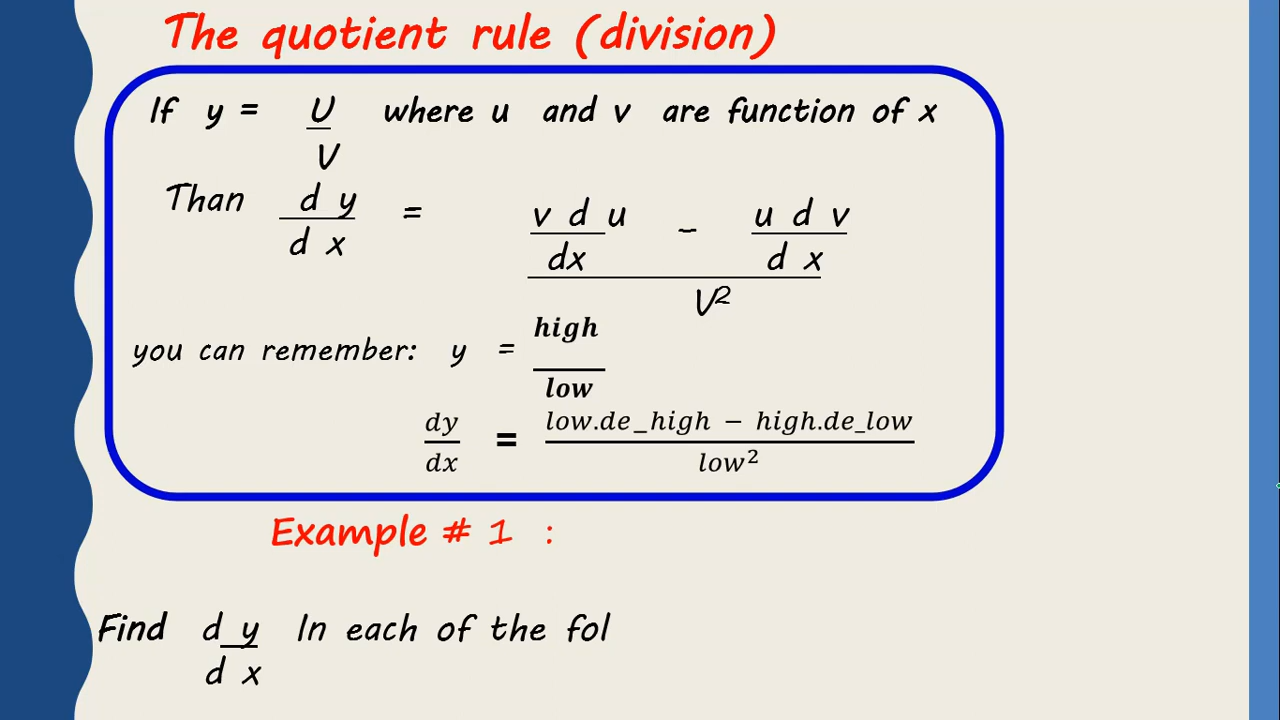 The quotient rule (division)
If y = U where u and v are function of x
V
Than d y = v d u - u d v
d x dx d x
V²
you can remember: y = high
low
dy = low.de_high − high.de_low
dx low²
Example # 1 :
Find d y In each of the fol
d x